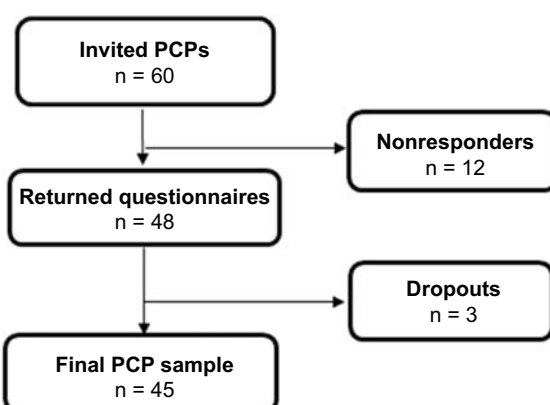 Invited PCPs
n = 60
Nonresponders
n = 12
Returned questionnaires
n = 48
Dropouts
n = 3
Final PCP sample
n = 45